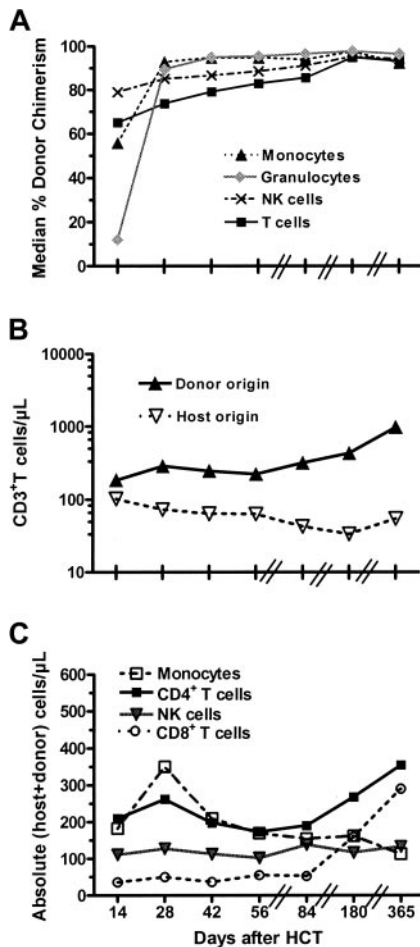 A
Median % Donor Chimerism
100
80
60
40
20
0
Monocytes
Granulocytes
NK cells
T cells
B
CD3+T cells/μL
10000
1000
100
10
Donor origin
Host origin
C
Absolute (host+donor) cells/μL
600
500
400
300
200
100
0
Monocytes
CD4+ T cells
NK cells
CD8+ T cells
14 28 42 56 84 180 365
Days after HCT